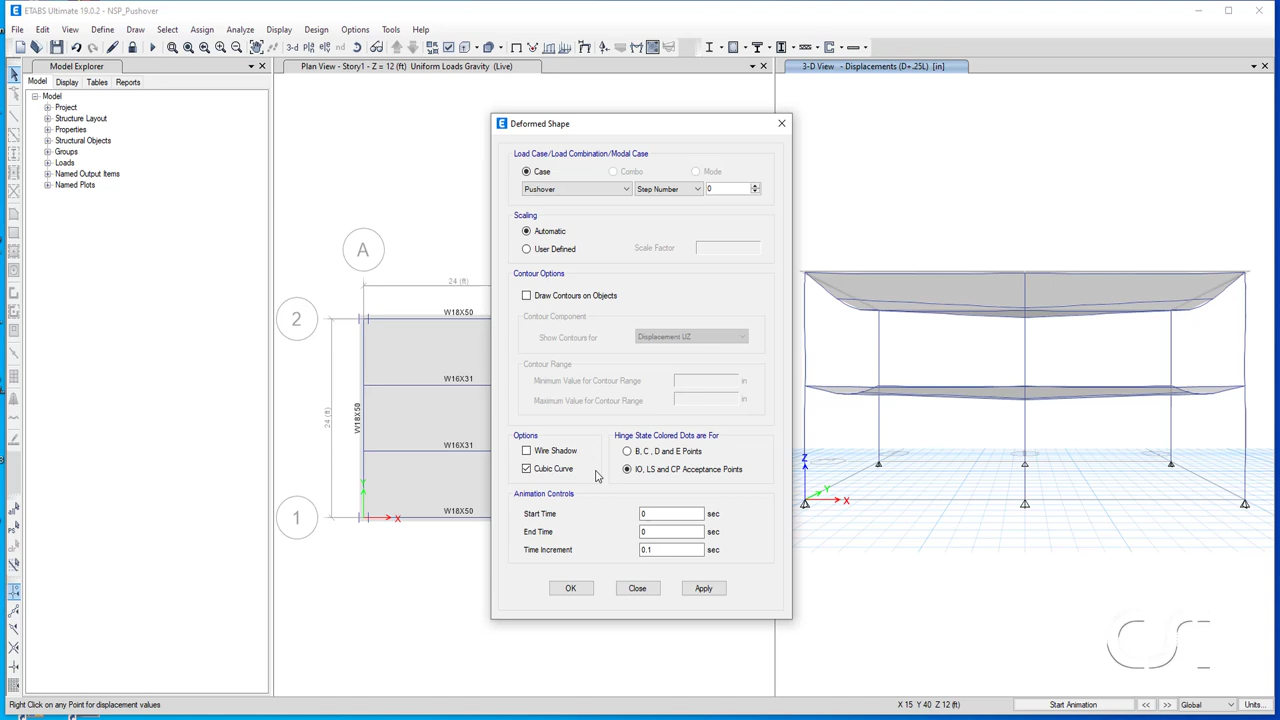 ETABS Ultimate 19.0.2 - NSP_Pushover
File Edit View Define Draw Select Assign Analyze Display Design Options Tools Help
3-d
Model Explorer
Plan View - Story1 - Z = 12 (ft) Uniform Loads Gravity (Live)
3-D View - Displacements (D+.25L) [in]
Model Display Tables Reports
Model
Project
Structure Layout
Properties
Structural Objects
Groups
Loads
Named Output Items
Named Plots
A
24 (ft)
2
W18X50
W16X31
24 (ft)
W18X50
W16X31
1
W18X50
Y
X
Deformed Shape
Load Case/Load Combination/Modal Case
Case Combo Mode
Pushover Step Number 0
Scaling
Automatic
User Defined Scale Factor
Contour Options
Draw Contours on Objects
Contour Component
Show Contours for Displacement UZ
Contour Range
Minimum Value for Contour Range in
Maximum Value for Contour Range in
Options
Wire Shadow
Cubic Curve
Hinge State Colored Dots are For
B, C , D and E Points
IO, LS and CP Acceptance Points
Animation Controls
Start Time 0 sec
End Time 0 sec
Time Increment 0.1 sec
OK Close Apply
Z
Y
X
CSI
Right Click on any Point for displacement values
X 15 Y 40 Z 12 (ft)
Start Animation << >> Global Units...